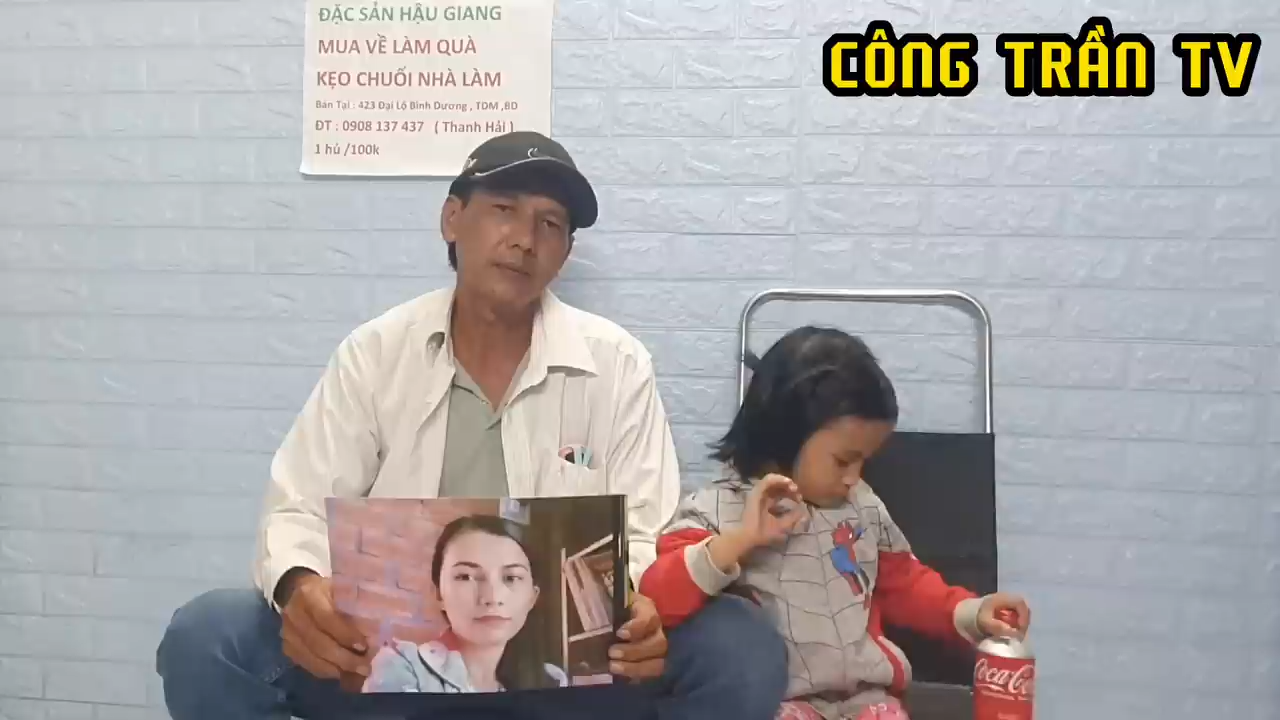 ĐẶC SẢN HẬU GIANG
MUA VỀ LÀM QUÀ
KẸO CHUỐI NHÀ LÀM
Bán Tại : 423 Đại Lộ Bình Dương , TDM ,BD
ĐT : 0908 137 437 ( Thanh Hải )
1 hủ /100k
CÔNG TRẦN TV
Coca-Co